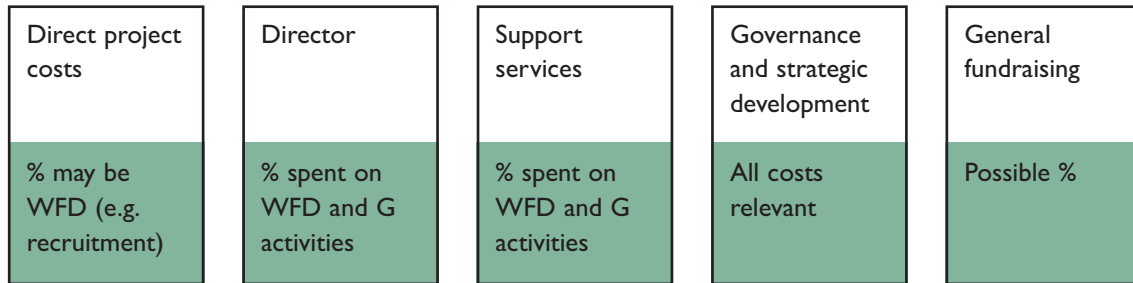 Direct project
costs
% may be
WFD (e.g.
recruitment)
Director
% spent on
WFD and G
activities
Support
services
% spent on
WFD and G
activities
Governance
and strategic
development
All costs
relevant
General
fundraising
Possible %